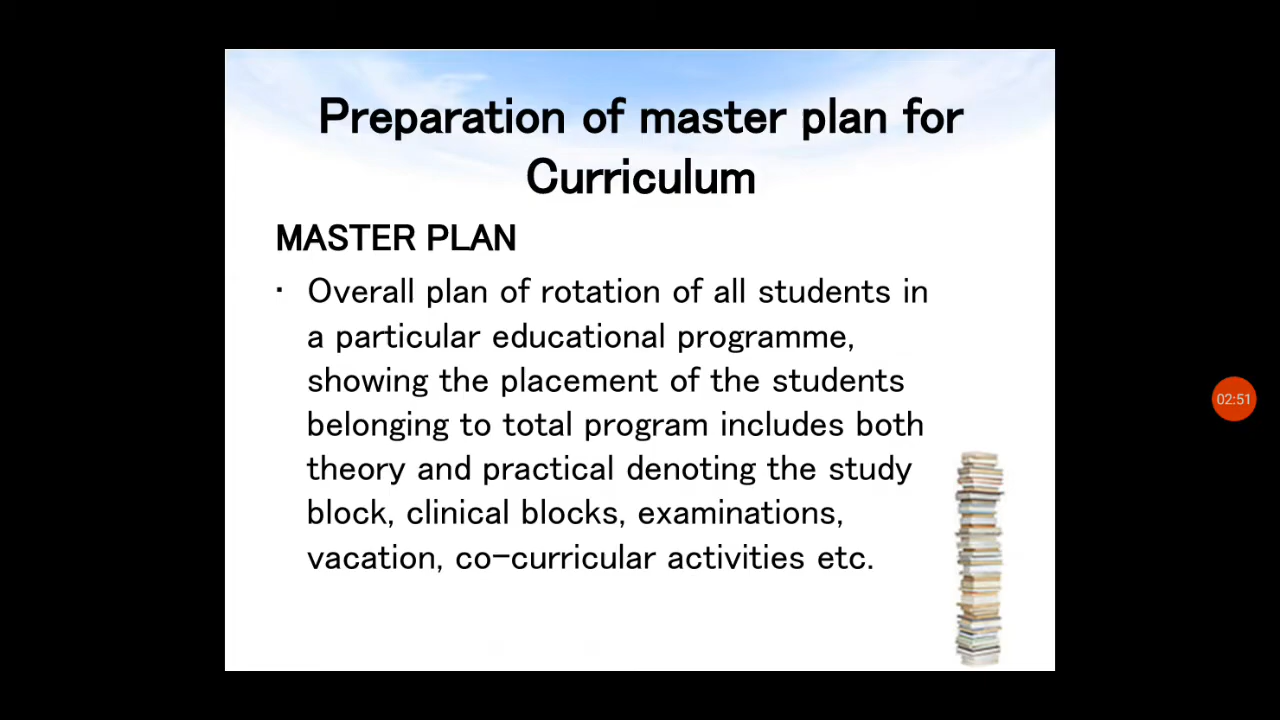 Preparation of master plan for
Curriculum
MASTER PLAN
· Overall plan of rotation of all students in
a particular educational programme,
showing the placement of the students
belonging to total program includes both
theory and practical denoting the study
block, clinical blocks, examinations,
vacation, co-curricular activities etc.
02:51